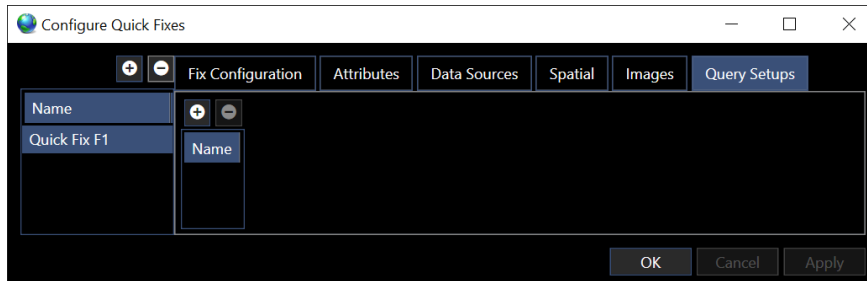 Configure Quick Fixes
Fix Configuration Attributes Data Sources Spatial Images Query Setups
Name
Quick Fix F1
Name
OK Cancel Apply